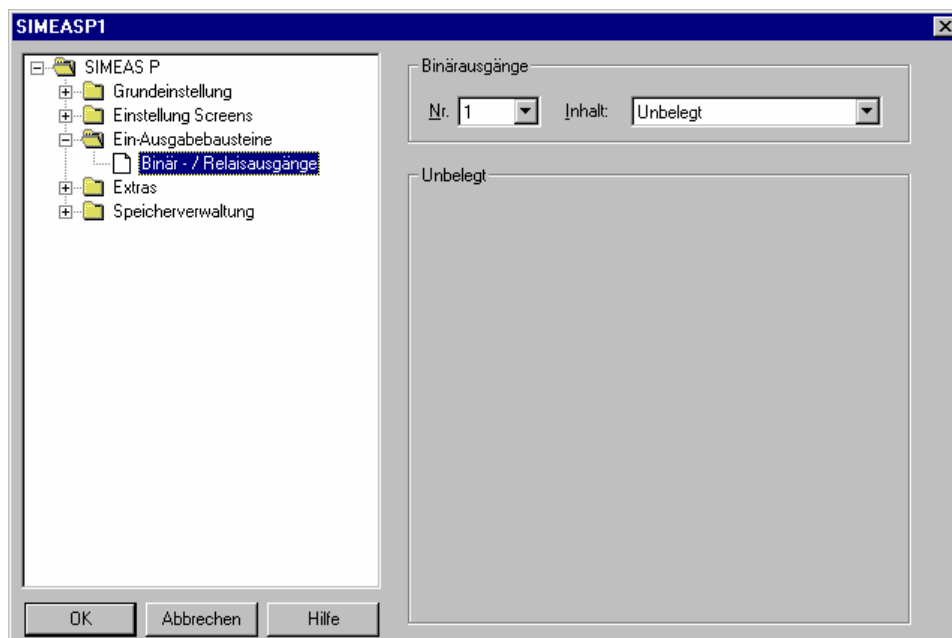 SIMEASP1
SIMEAS P
Grundeinstellung
Einstellung Screens
Ein-Ausgabebausteine
Binär - / Relaisausgänge
Extras
Speicherverwaltung
OK Abbrechen Hilfe
Binärausgänge
Nr. 1 Inhalt: Unbelegt
Unbelegt